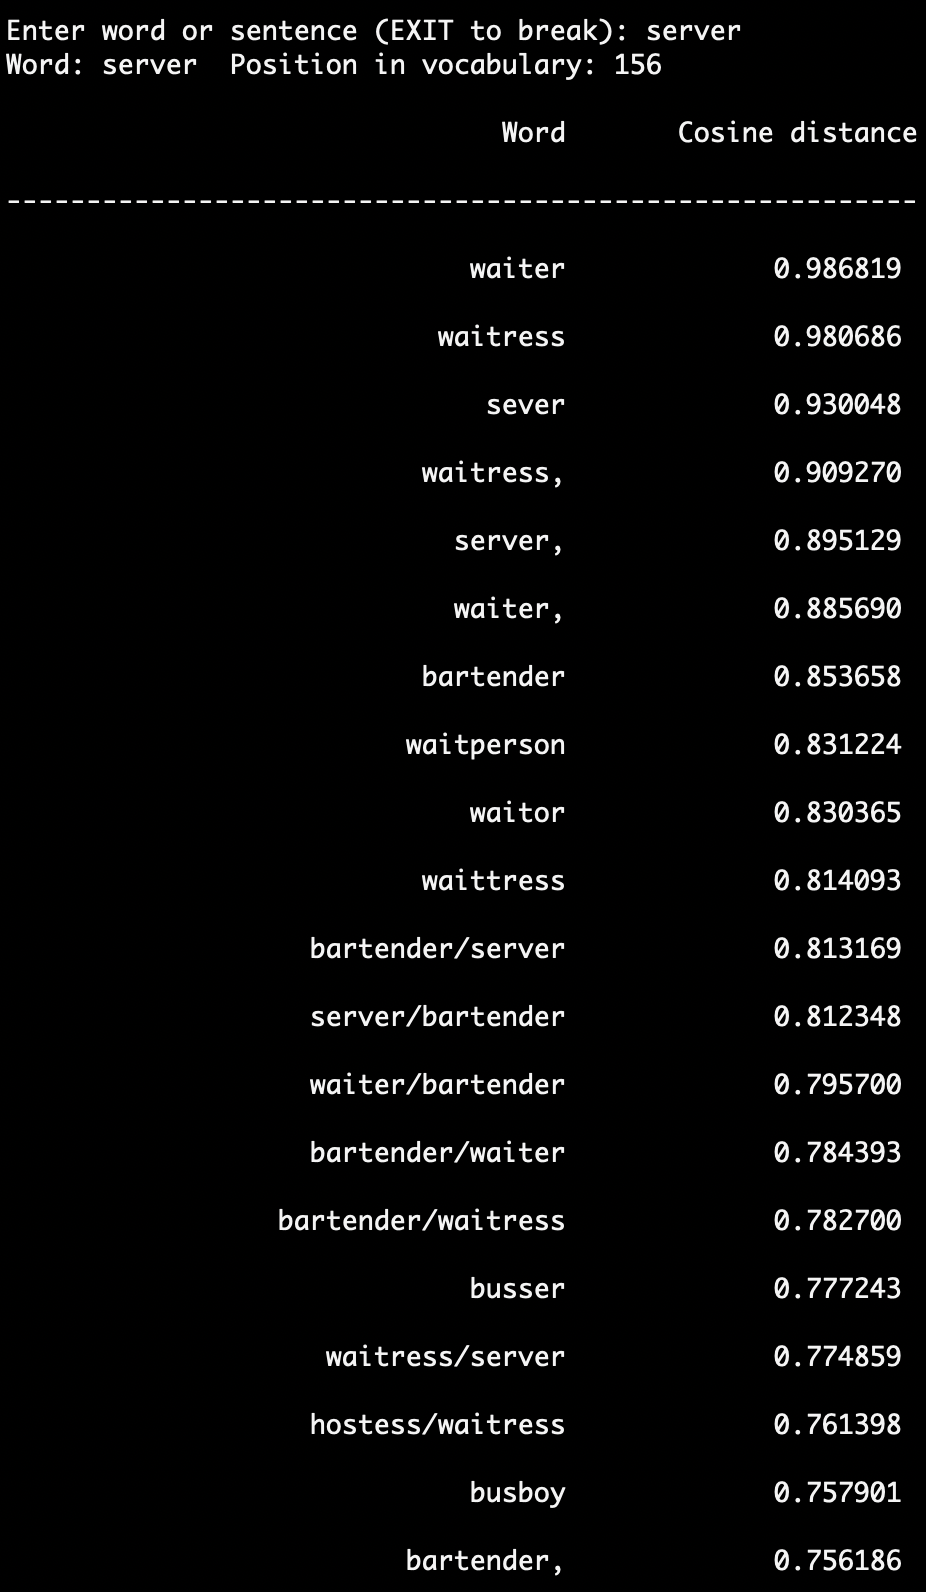 Enter word or sentence (EXIT to break): server
Word: server  Position in vocabulary: 156
Word       Cosine distance
---------------------------------------------------------
waiter             0.986819
waitress             0.980686
sever             0.930048
waitress,             0.909270
server,             0.895129
waiter,             0.885690
bartender             0.853658
waitperson             0.831224
waitor             0.830365
waittress             0.814093
bartender/server             0.813169
server/bartender             0.812348
waiter/bartender             0.795700
bartender/waiter             0.784393
bartender/waitress             0.782700
busser             0.777243
waitress/server             0.774859
hostess/waitress             0.761398
busboy             0.757901
bartender,             0.756186